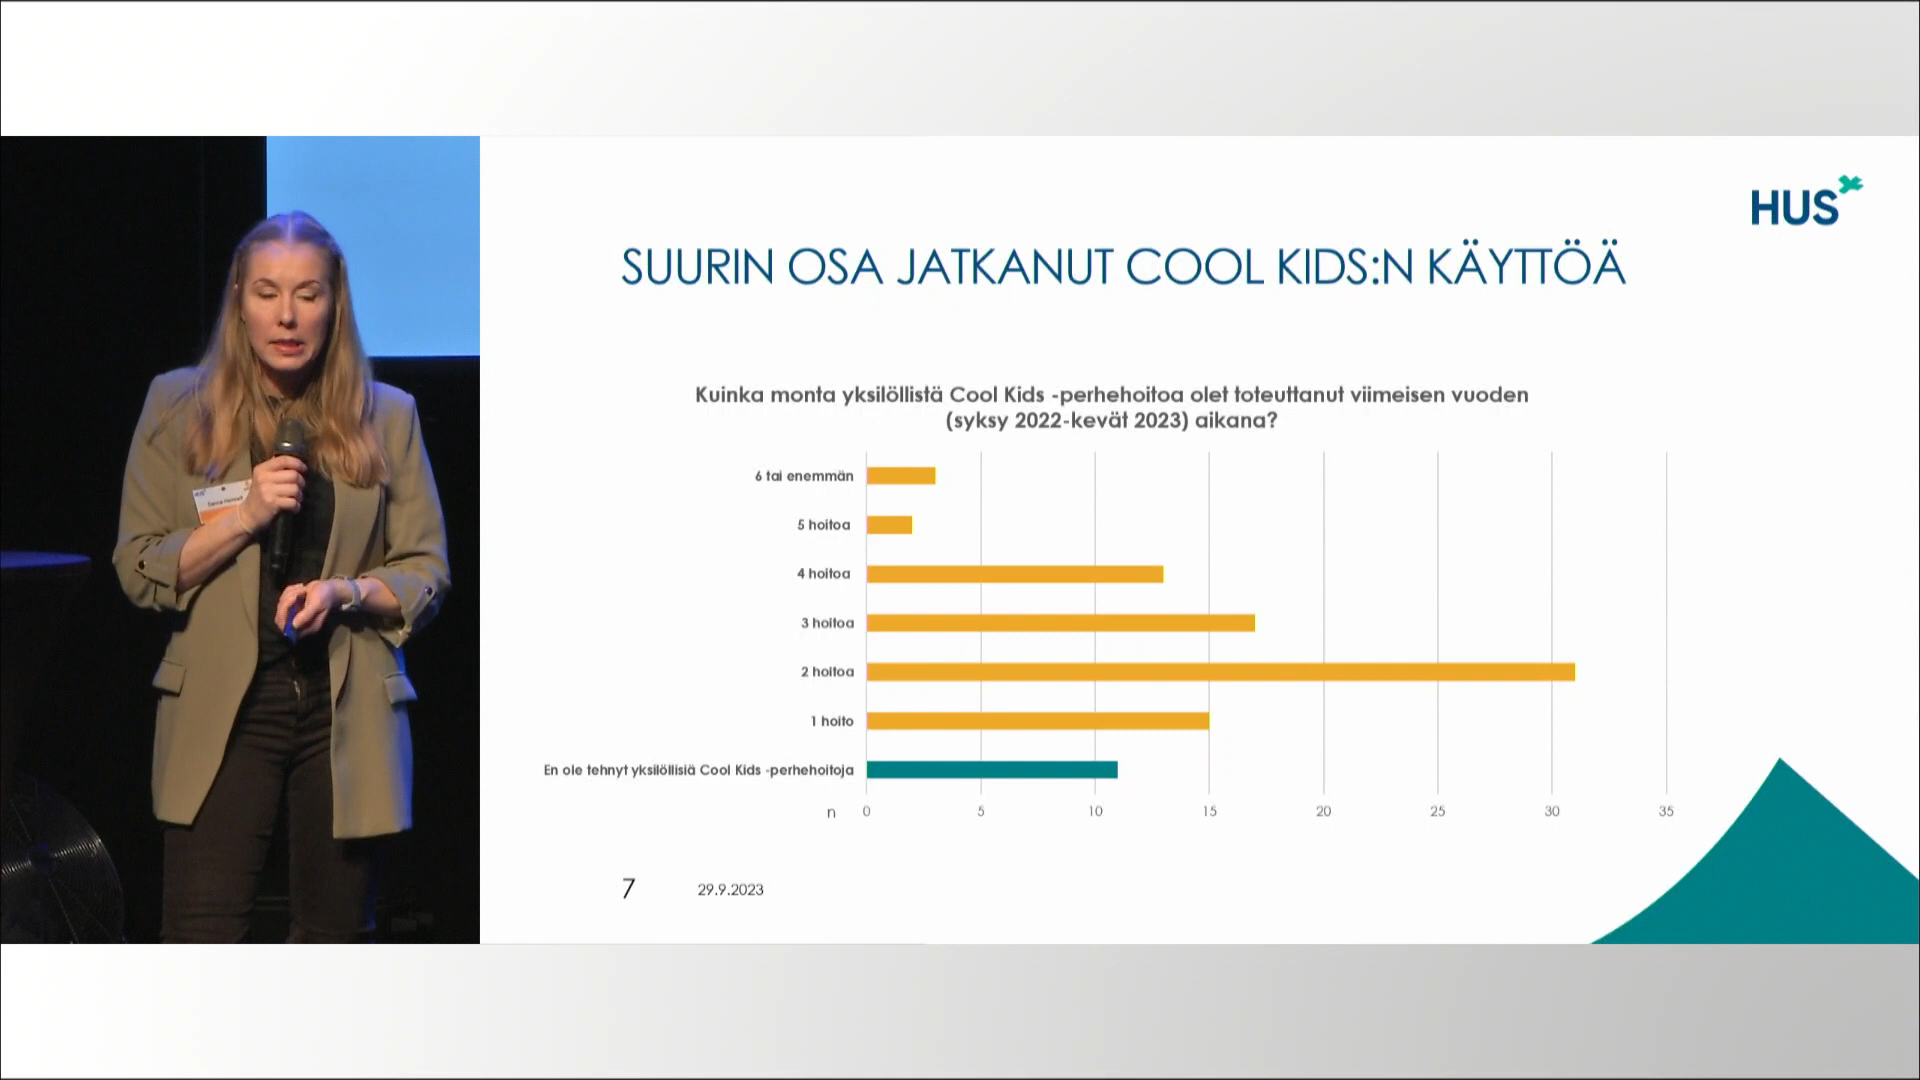 HUS
SUURIN OSA JATKANUT COOL KIDS:N KÄYTTÖÄ
Kuinka monta yksilöllistä Cool Kids -perhehoitoa olet toteuttanut viimeisen vuoden
(syksy 2022-kevät 2023) aikana?
6 tai enemmän
5 hoitoa
4 hoitoa
3 hoitoa
2 hoitoa
1 hoito
En ole tehnyt yksilöllisiä Cool Kids -perhehoitoja
n 0 5 10 15 20 25 30 35
7 29.9.2023
HUS